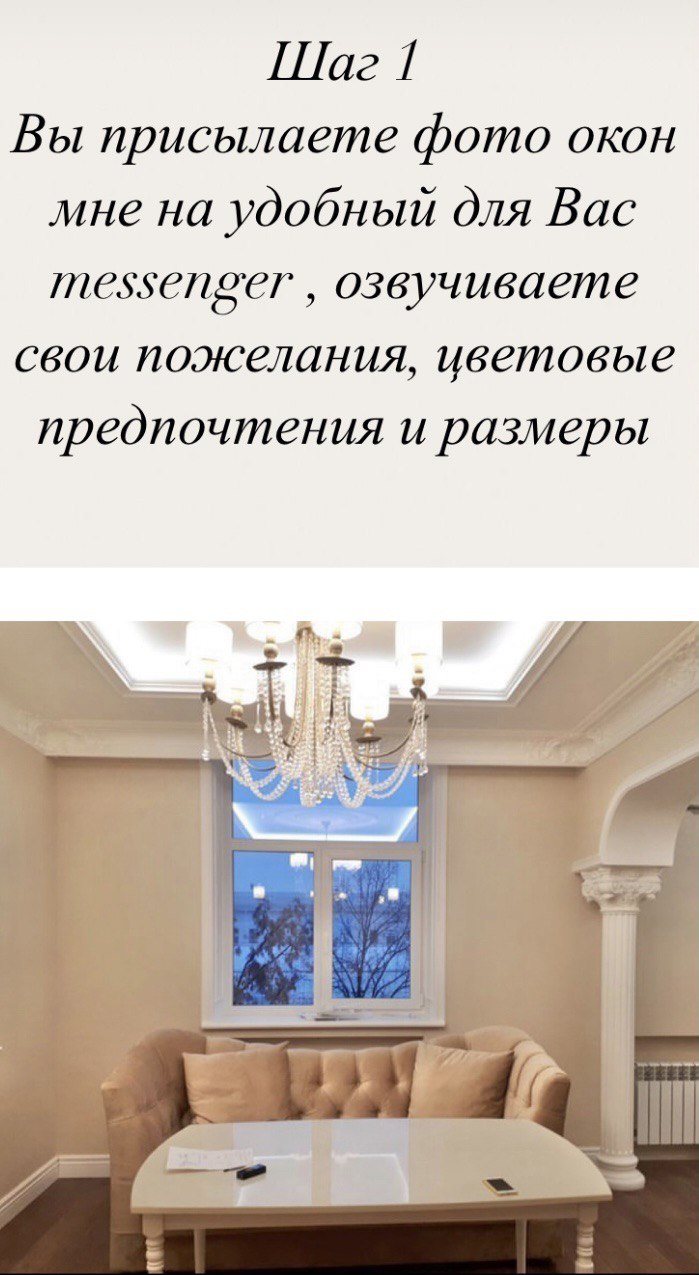 Шаг 1
Вы присылаете фото окон
мне на удобный для Вас
messenger , озвучиваете
свои пожелания, цветовые
предпочтения и размеры